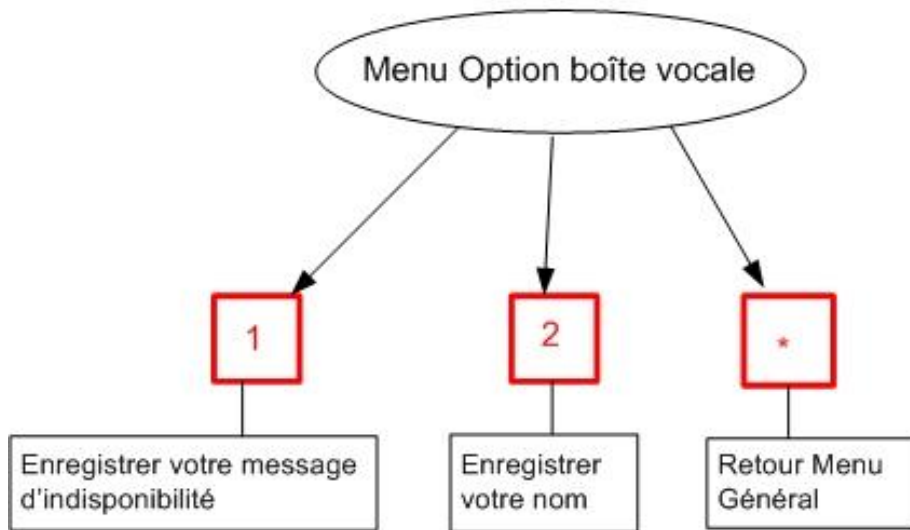 Menu Option boîte vocale
1
2
*
Enregistrer votre message
d'indisponibilité
Enregistrer
votre nom
Retour Menu
Général